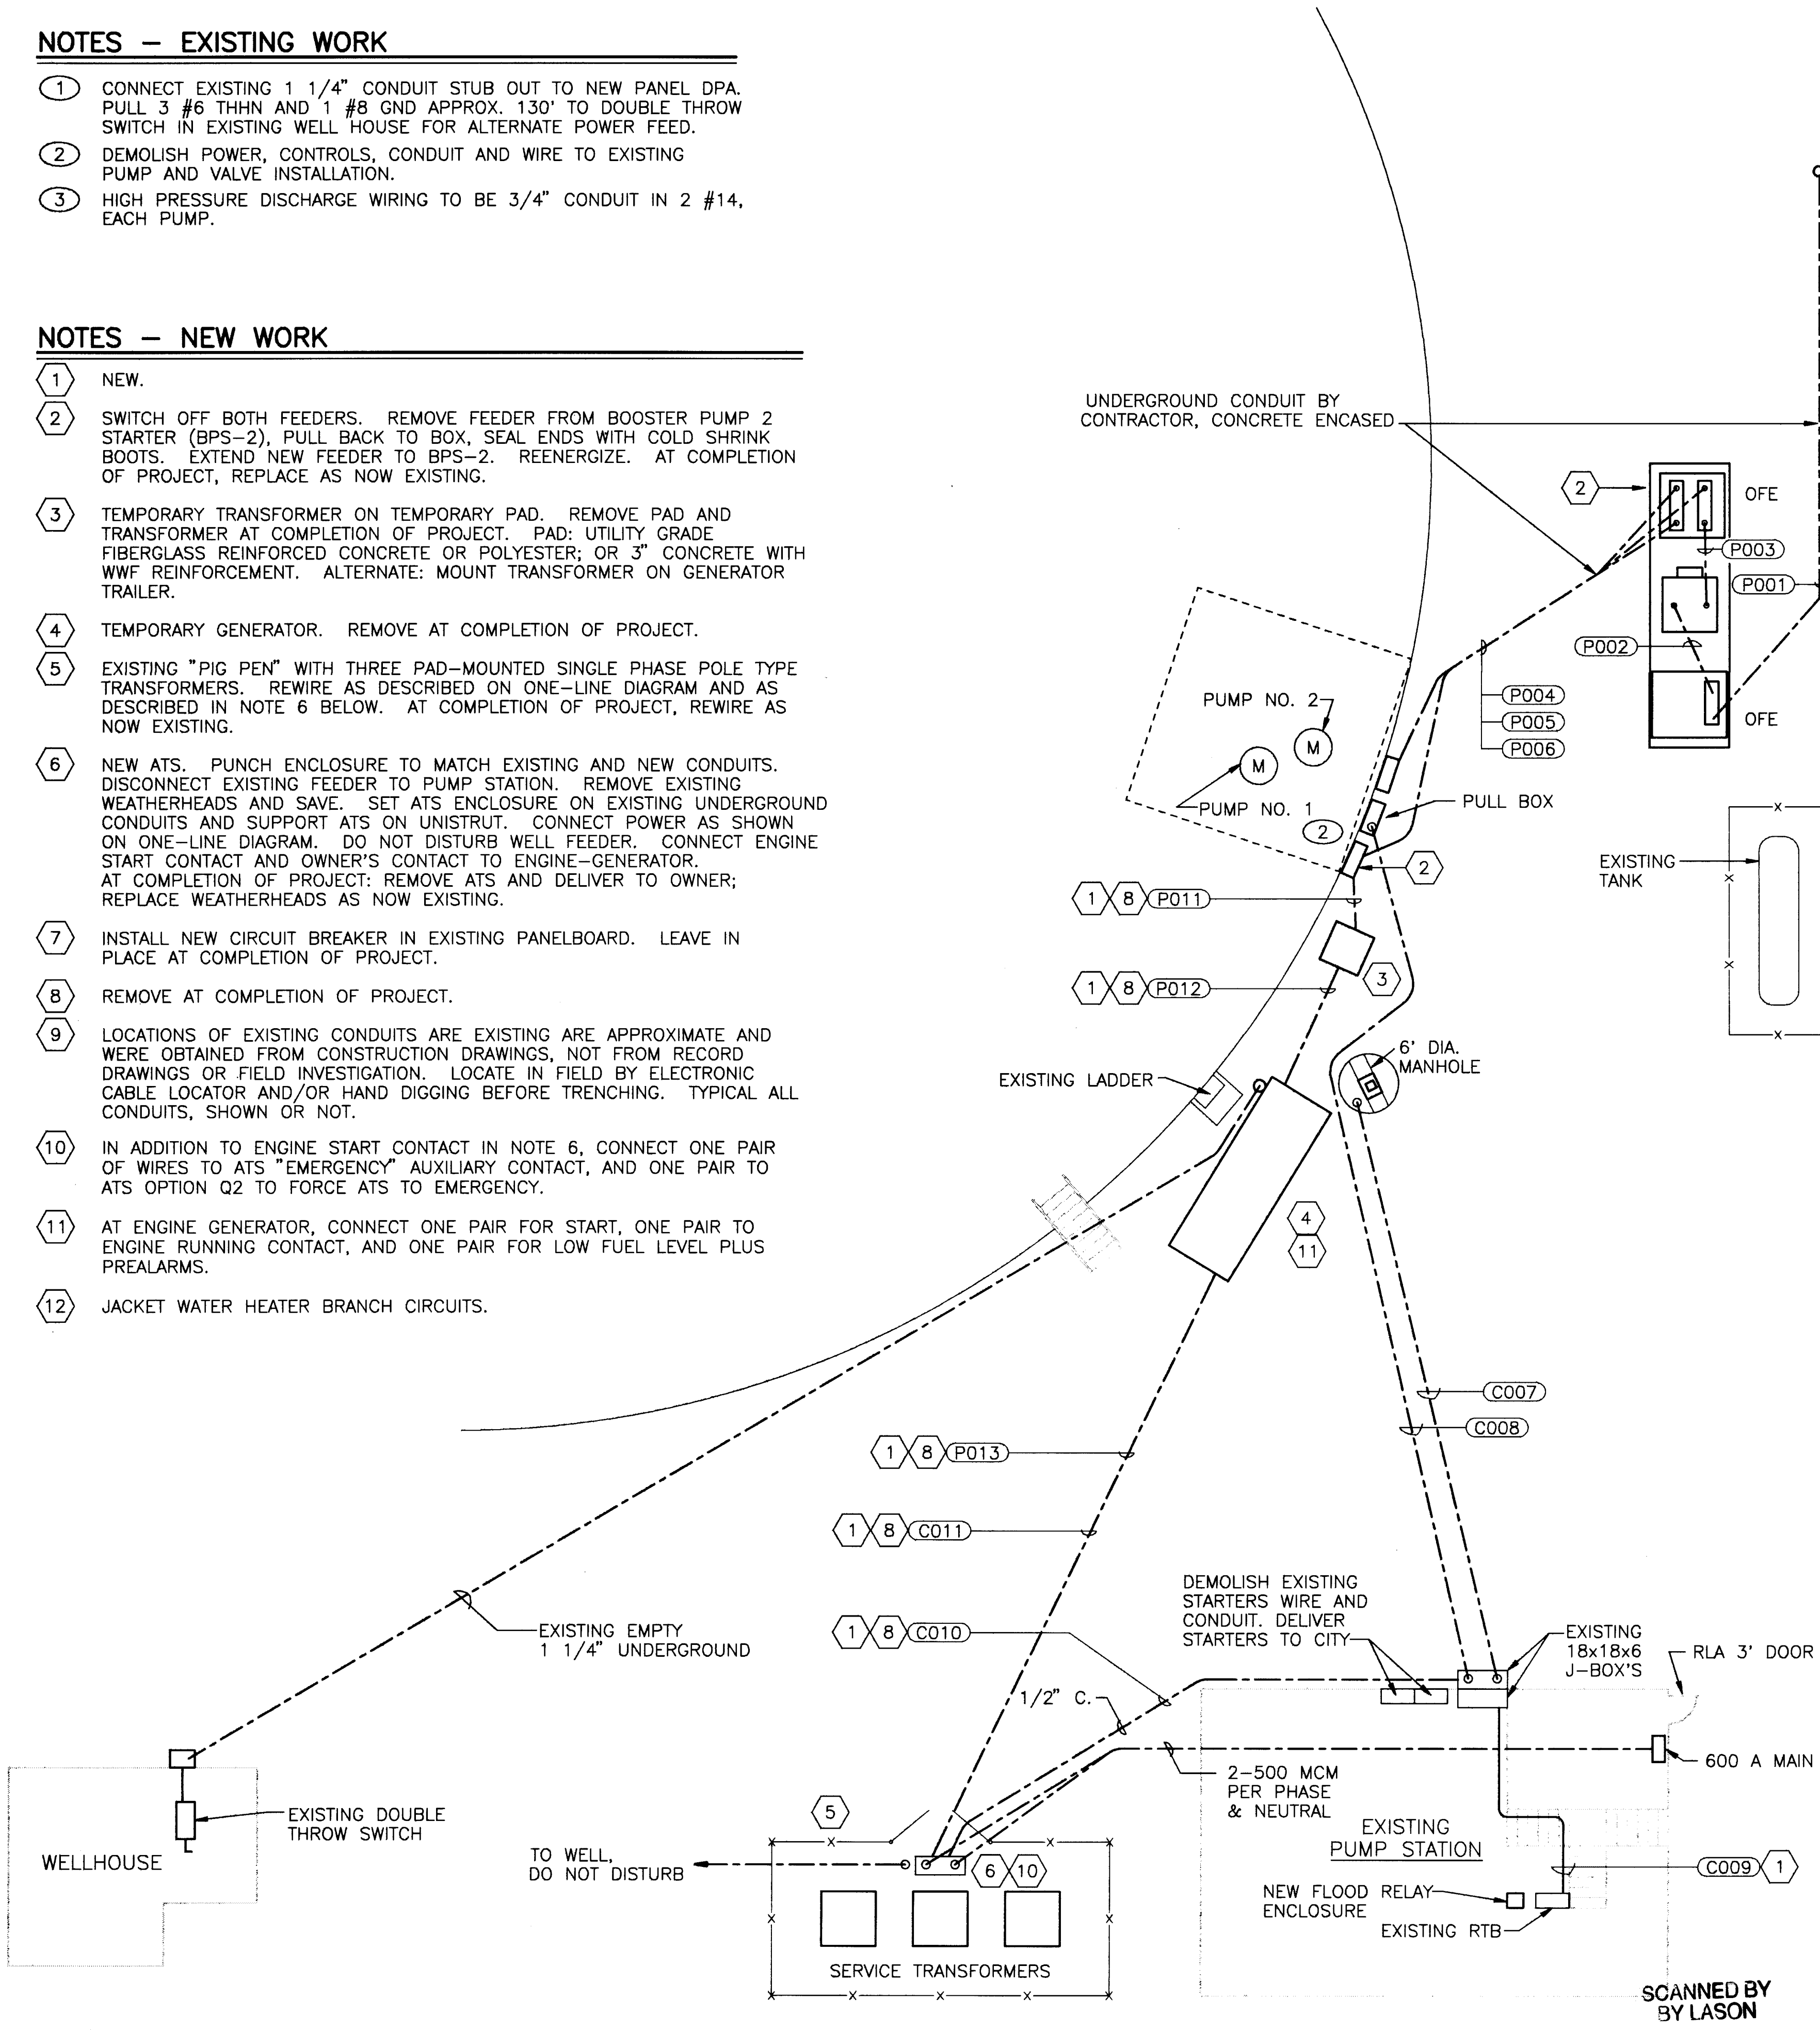 NOTES – EXISTING WORK
1 CONNECT EXISTING 1 1/4" CONDUIT STUB OUT TO NEW PANEL DPA.
PULL 3 #6 THHN AND 1 #8 GND APPROX. 130' TO DOUBLE THROW
SWITCH IN EXISTING WELL HOUSE FOR ALTERNATE POWER FEED.
2 DEMOLISH POWER, CONTROLS, CONDUIT AND WIRE TO EXISTING
PUMP AND VALVE INSTALLATION.
3 HIGH PRESSURE DISCHARGE WIRING TO BE 3/4" CONDUIT IN 2 #14,
EACH PUMP.
NOTES – NEW WORK
1 NEW.
2 SWITCH OFF BOTH FEEDERS. REMOVE FEEDER FROM BOOSTER PUMP 2
STARTER (BPS-2), PULL BACK TO BOX, SEAL ENDS WITH COLD SHRINK
BOOTS. EXTEND NEW FEEDER TO BPS-2. REENERGIZE. AT COMPLETION
OF PROJECT, REPLACE AS NOW EXISTING.
3 TEMPORARY TRANSFORMER ON TEMPORARY PAD. REMOVE PAD AND
TRANSFORMER AT COMPLETION OF PROJECT. PAD: UTILITY GRADE
FIBERGLASS REINFORCED CONCRETE OR POLYESTER; OR 3" CONCRETE WITH
WWF REINFORCEMENT. ALTERNATE: MOUNT TRANSFORMER ON GENERATOR
TRAILER.
4 TEMPORARY GENERATOR. REMOVE AT COMPLETION OF PROJECT.
5 EXISTING "PIG PEN" WITH THREE PAD-MOUNTED SINGLE PHASE POLE TYPE
TRANSFORMERS. REWIRE AS DESCRIBED ON ONE-LINE DIAGRAM AND AS
DESCRIBED IN NOTE 6 BELOW. AT COMPLETION OF PROJECT, REWIRE AS
NOW EXISTING.
6 NEW ATS. PUNCH ENCLOSURE TO MATCH EXISTING AND NEW CONDUITS.
DISCONNECT EXISTING FEEDER TO PUMP STATION. REMOVE EXISTING
WEATHERHEADS AND SAVE. SET ATS ENCLOSURE ON EXISTING UNDERGROUND
CONDUITS AND SUPPORT ATS ON UNISTRUT. CONNECT POWER AS SHOWN
ON ONE-LINE DIAGRAM. DO NOT DISTURB WELL FEEDER. CONNECT ENGINE
START CONTACT AND OWNER'S CONTACT TO ENGINE-GENERATOR.
AT COMPLETION OF PROJECT: REMOVE ATS AND DELIVER TO OWNER;
REPLACE WEATHERHEADS AS NOW EXISTING.
7 INSTALL NEW CIRCUIT BREAKER IN EXISTING PANELBOARD. LEAVE IN
PLACE AT COMPLETION OF PROJECT.
8 REMOVE AT COMPLETION OF PROJECT.
9 LOCATIONS OF EXISTING CONDUITS ARE EXISTING ARE APPROXIMATE AND
WERE OBTAINED FROM CONSTRUCTION DRAWINGS, NOT FROM RECORD
DRAWINGS OR FIELD INVESTIGATION. LOCATE IN FIELD BY ELECTRONIC
CABLE LOCATOR AND/OR HAND DIGGING BEFORE TRENCHING. TYPICAL ALL
CONDUITS, SHOWN OR NOT.
10 IN ADDITION TO ENGINE START CONTACT IN NOTE 6, CONNECT ONE PAIR
OF WIRES TO ATS "EMERGENCY" AUXILIARY CONTACT, AND ONE PAIR TO
ATS OPTION Q2 TO FORCE ATS TO EMERGENCY.
11 AT ENGINE GENERATOR, CONNECT ONE PAIR FOR START, ONE PAIR TO
ENGINE RUNNING CONTACT, AND ONE PAIR FOR LOW FUEL LEVEL PLUS
PREALARMS.
12 JACKET WATER HEATER BRANCH CIRCUITS.
UNDERGROUND CONDUIT BY
CONTRACTOR, CONCRETE ENCASED
2
OFE
P003
P001
P002
P004
P005
P006
OFE
PUMP NO. 2
M
M
PUMP NO. 1
2
PULL BOX
2
EXISTING
TANK
X
X
X
X
1 8 P011
3
1 8 P012
6' DIA.
MANHOLE
EXISTING LADDER
4
11
C007
C008
1 8 P013
1 8 C011
1 8 C010
DEMOLISH EXISTING
STARTERS WIRE AND
CONDUIT. DELIVER
STARTERS TO CITY
EXISTING
18x18x6
J-BOX'S
RLA 3' DOOR
EXISTING EMPTY
1 1/4" UNDERGROUND
1/2" C.
600 A MAIN
2-500 MCM
PER PHASE
& NEUTRAL
EXISTING DOUBLE
THROW SWITCH
WELLHOUSE
5
TO WELL,
DO NOT DISTURB
6 10
EXISTING
PUMP STATION
C009 1
NEW FLOOD RELAY
ENCLOSURE
EXISTING RTB
X X X X
X X
X X X X X
SERVICE TRANSFORMERS
SCANNED BY
BY LASON